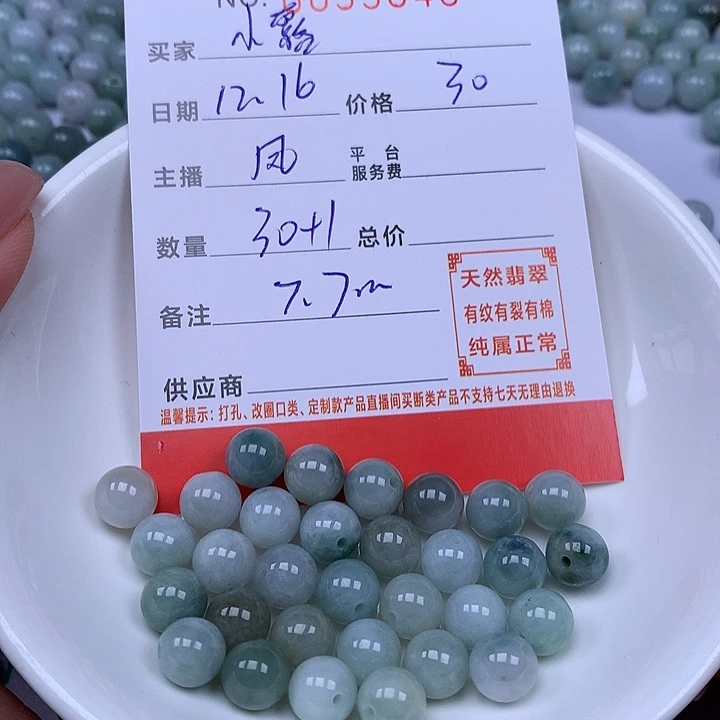 NO.
买家 小霜
日期 12.16 价格 30
主播 凤 平台服务费
数量 30+1 总价
备注 7.7m
天然翡翠
有纹有裂有棉
纯属正常
供应商
温馨提示：打孔、改圈口类、定制款产品直播间买断类产品不支持七天无理由退换